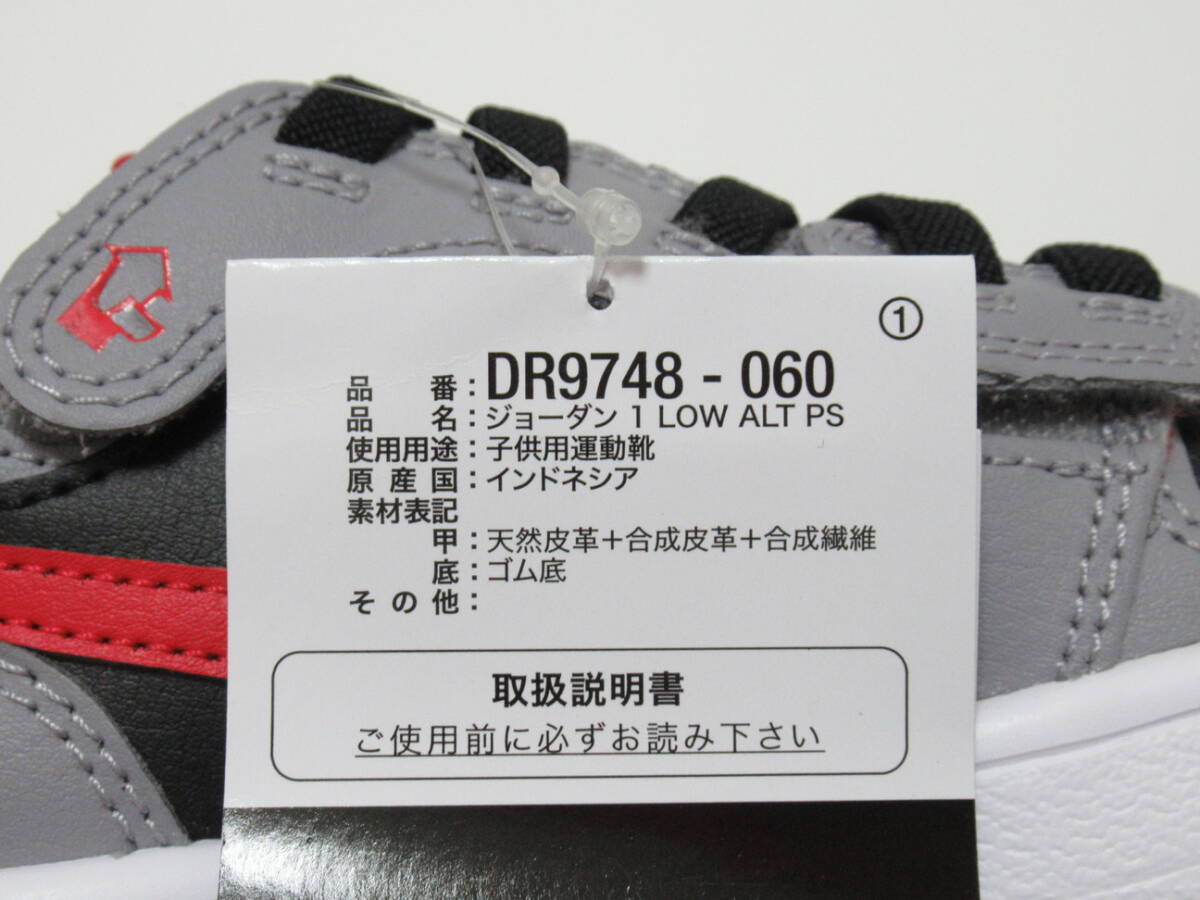 ①
品番：DR9748 - 060
品名：ジョーダン 1 LOW ALT PS
使用用途：子供用運動靴
原産国：インドネシア
素材表記
甲：天然皮革＋合成皮革＋合成繊維
底：ゴム底
その他：
取扱説明書
ご使用前に必ずお読み下さい